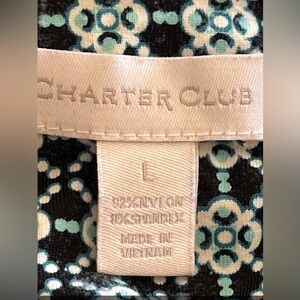 CHARTER CLUB
L
92% NYLON
8% SPANDEX
MADE IN
VIETNAM